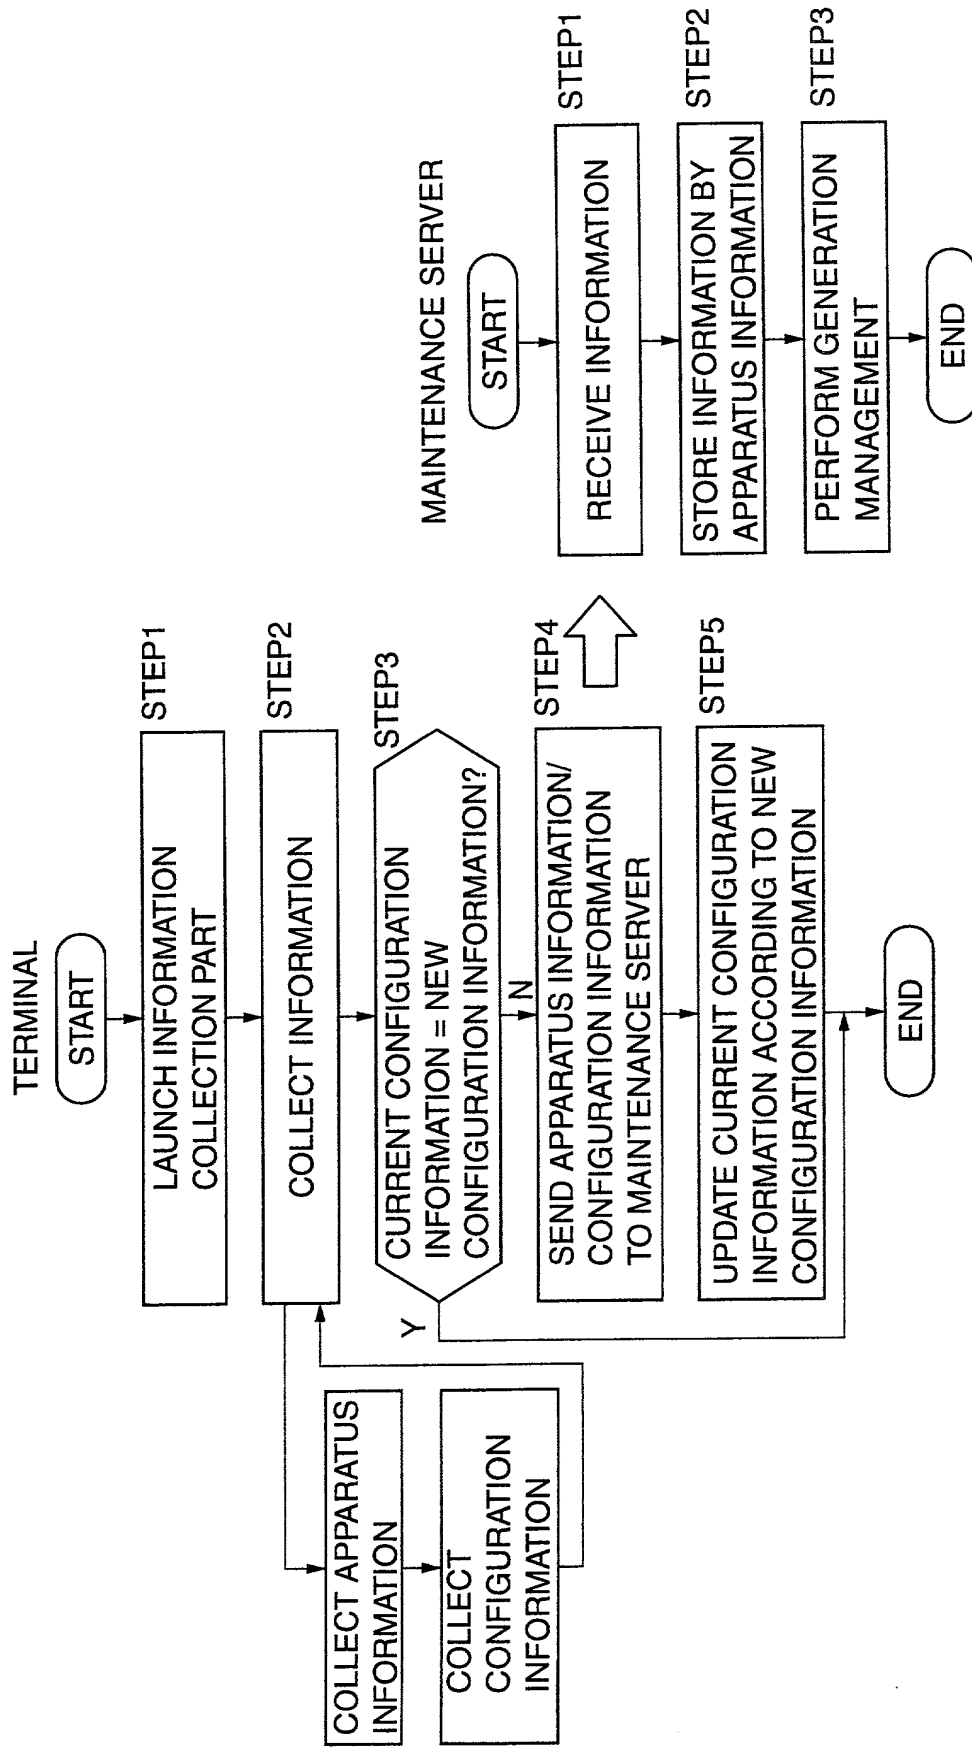 TERMINAL
START
LAUNCH INFORMATION
COLLECTION PART
STEP1
COLLECT INFORMATION
STEP2
COLLECT APPARATUS
INFORMATION
COLLECT
CONFIGURATION
INFORMATION
CURRENT CONFIGURATION
INFORMATION = NEW
CONFIGURATION INFORMATION?
STEP3
Y
N
SEND APPARATUS INFORMATION/
CONFIGURATION INFORMATION
TO MAINTENANCE SERVER
STEP4
UPDATE CURRENT CONFIGURATION
INFORMATION ACCORDING TO NEW
CONFIGURATION INFORMATION
STEP5
END
MAINTENANCE SERVER
START
RECEIVE INFORMATION
STEP1
STORE INFORMATION BY
APPARATUS INFORMATION
STEP2
PERFORM GENERATION
MANAGEMENT
STEP3
END